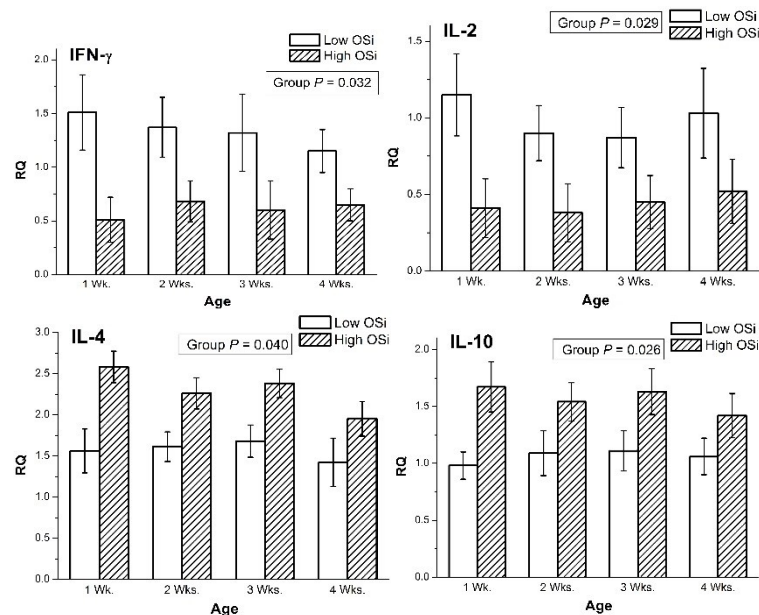 IFN-γ
Low OSi
High OSi
Group P = 0.032
RQ
2.0
1.5
1.0
0.5
0.0
1 Wk. 2 Wks. 3 Wks. 4 Wks.
Age
IL-2
Group P = 0.029
Low OSi
High OSi
RQ
1.5
1.0
0.5
0.0
1 Wk. 2 Wks. 3 Wks. 4 Wks.
Age
IL-4
Group P = 0.040
Low OSi
High OSi
RQ
3.0
2.5
2.0
1.5
1.0
0.5
0.0
1 Wk. 2 Wks. 3 Wks. 4 Wks.
Age
IL-10
Group P = 0.026
Low OSi
High OSi
RQ
2.0
1.5
1.0
0.5
0.0
1 Wk. 2 Wks. 3 Wks. 4 Wks.
Age